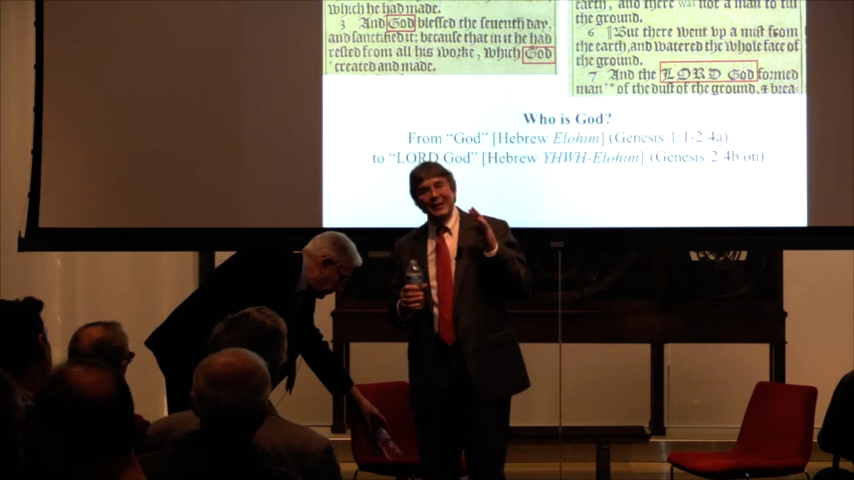 which he had made.
3 And God blessed the seuenth day,
and sanctified it: because that in it he had
rested from all his worke, which God
created and made.
earth, and there was not a man to till
the ground.
6 ¶ But there went vp a mist from
the earth, and watered the whole face of
the ground.
7 And the LORD God formed
man of the dust of the ground, & brea-
Who is God?
From “God” [Hebrew Elohim] (Genesis 1:1-2:4a)
to “LORD God” [Hebrew YHWH-Elohim] (Genesis 2:4b on)